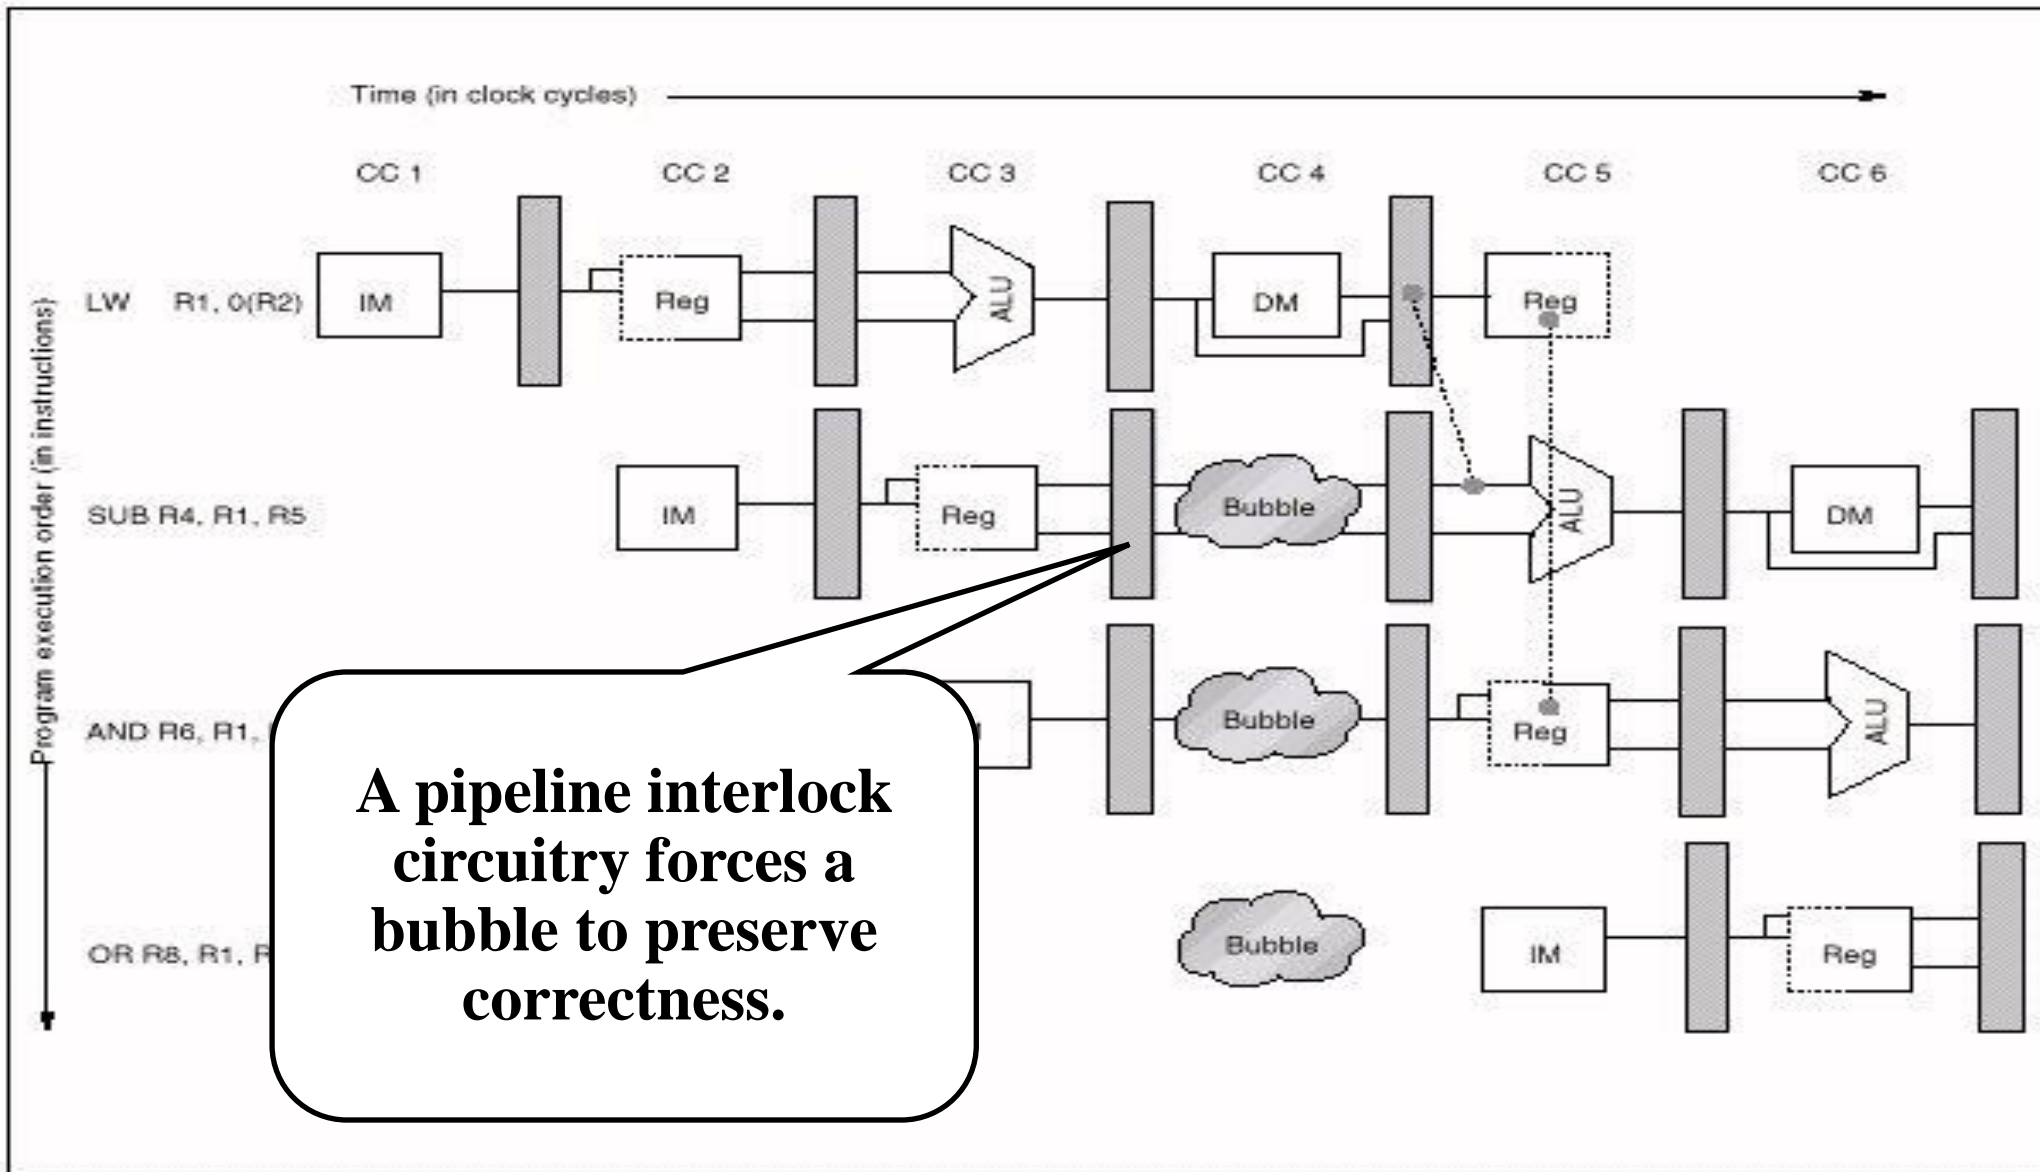 Time (in clock cycles)
CC 1 CC 2 CC 3 CC 4 CC 5 CC 6
Program execution order (in instructions)
LW R1, 0(R2) IM Reg ALU DM Reg
SUB R4, R1, R5 IM Reg Bubble ALU DM
AND R6, R1, Bubble Reg ALU
OR R8, R1, Bubble IM Reg
A pipeline interlock
circuitry forces a
bubble to preserve
correctness.